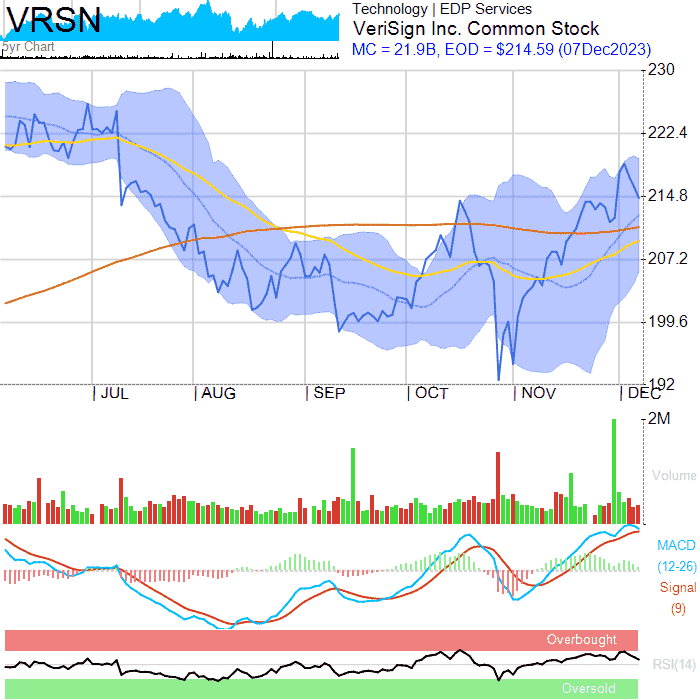 VRSN
5yr Chart
Technology | EDP Services
VeriSign Inc. Common Stock
MC = 21.9B, EOD = $214.59 (07Dec2023)
230
222.4
214.8
207.2
199.6
192
JUL AUG SEP OCT NOV DEC
2M
Volume
MACD
(12-26)
Signal
(9)
Overbought
RSI(14)
Oversold